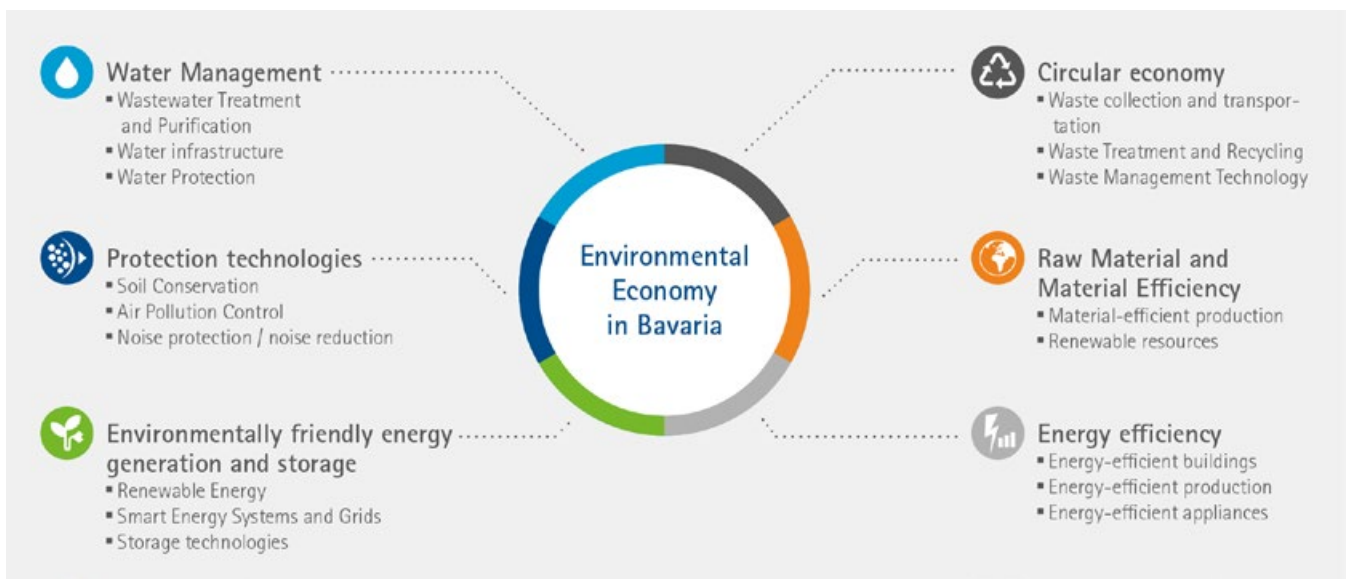 Water Management
▪ Wastewater Treatment
and Purification
▪ Water infrastructure
▪ Water Protection
Protection technologies
▪ Soil Conservation
▪ Air Pollution Control
▪ Noise protection / noise reduction
Environmentally friendly energy
generation and storage
▪ Renewable Energy
▪ Smart Energy Systems and Grids
▪ Storage technologies
Environmental
Economy
in Bavaria
Circular economy
▪ Waste collection and transpor-
tation
▪ Waste Treatment and Recycling
▪ Waste Management Technology
Raw Material and
Material Efficiency
▪ Material-efficient production
▪ Renewable resources
Energy efficiency
▪ Energy-efficient buildings
▪ Energy-efficient production
▪ Energy-efficient appliances